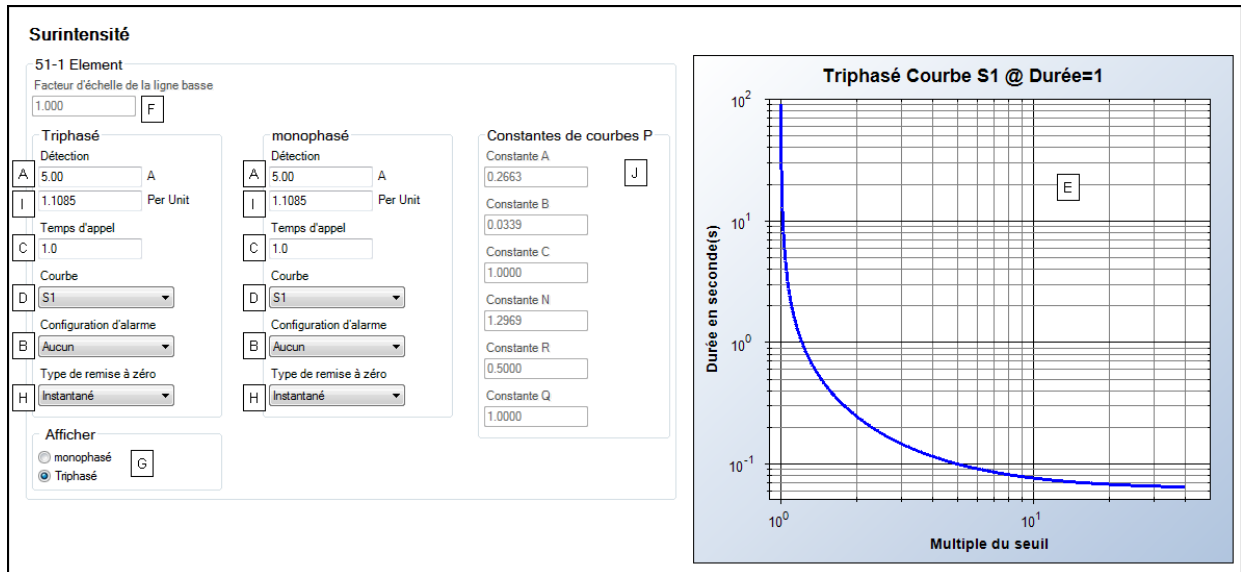 Surintensité
51-1 Element
Facteur d'échelle de la ligne basse
1.000
F
Triphasé
Détection
A 5.00 A
I 1.1085 Per Unit
Temps d'appel
C 1.0
Courbe
D S1
Configuration d'alarme
B Aucun
Type de remise à zéro
H Instantané
monophasé
Détection
A 5.00 A
I 1.1085 Per Unit
Temps d'appel
C 1.0
Courbe
D S1
Configuration d'alarme
B Aucun
Type de remise à zéro
H Instantané
Constantes de courbes P
Constante A
0.2663
J
Constante B
0.0339
Constante C
1.0000
Constante N
1.2969
Constante R
0.5000
Constante Q
1.0000
Afficher
monophasé
Triphasé
G
Triphasé Courbe S1 @ Durée=1
Durée en seconde(s)
10²
10¹
10⁰
10⁻¹
E
10⁰
10¹
Multiple du seuil